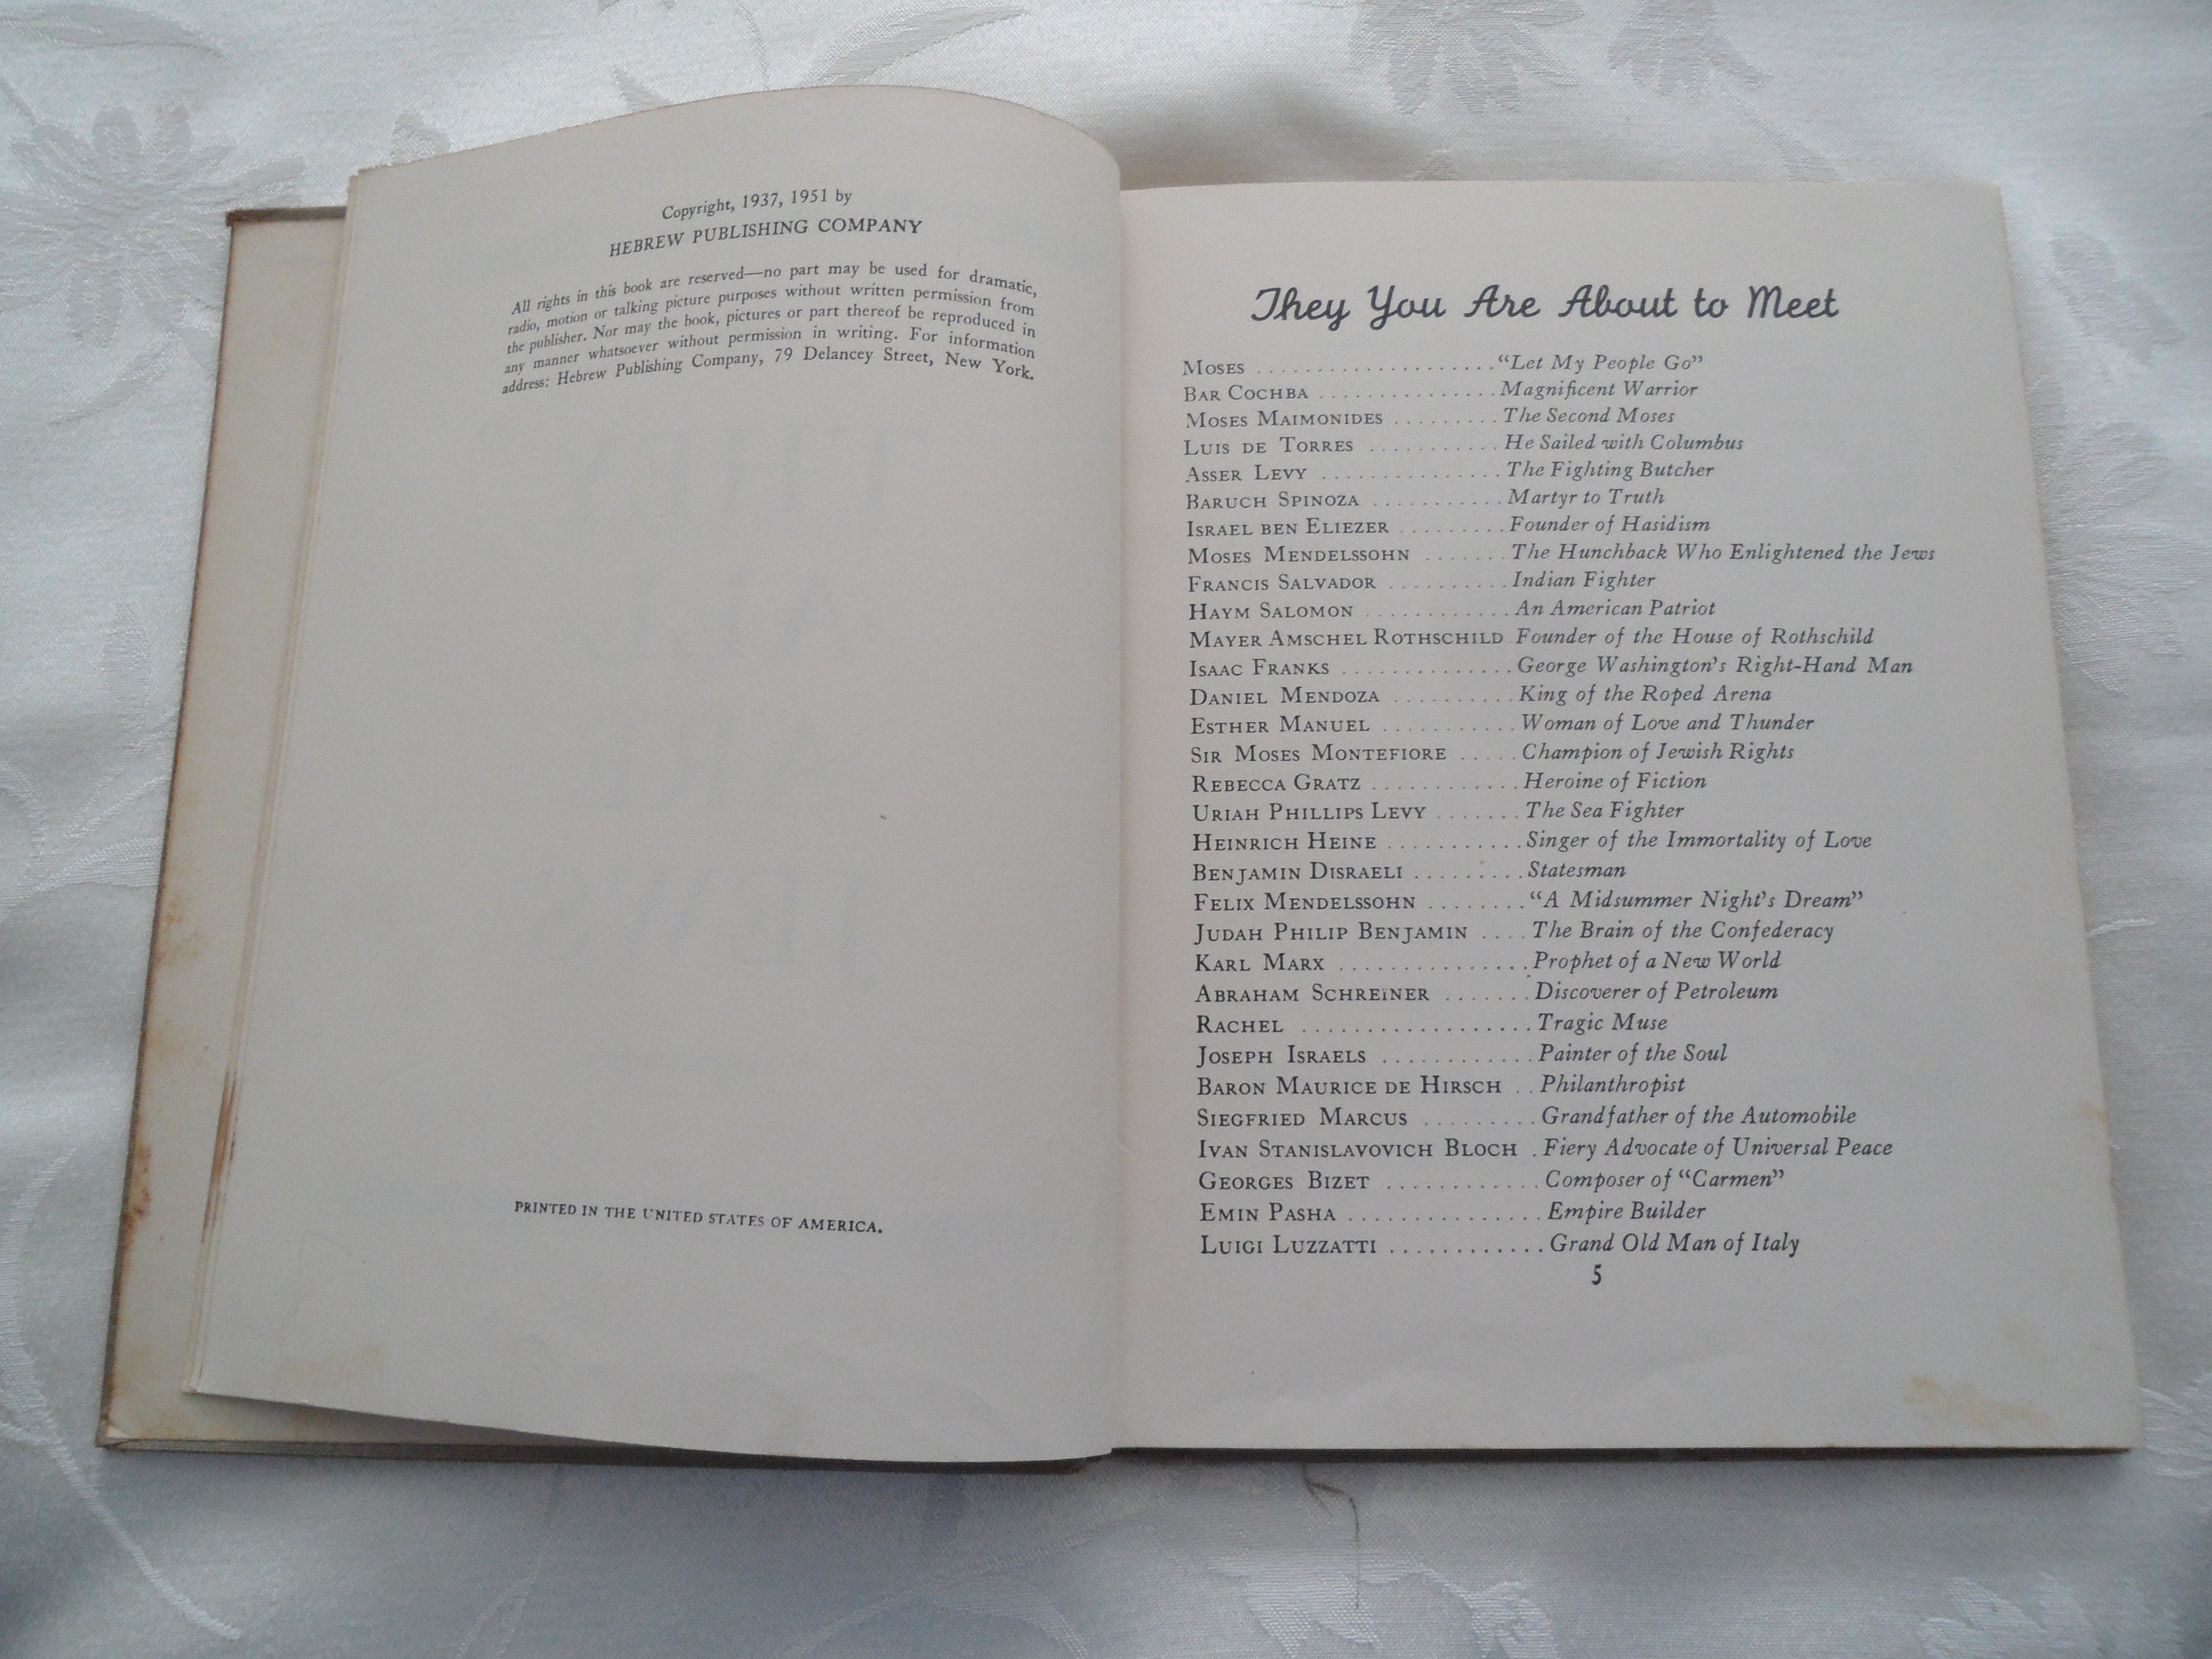 Copyright, 1937, 1951 by
HEBREW PUBLISHING COMPANY
All rights in this book are reserved—no part may be used for dramatic,
radio, motion or talking picture purposes without written permission from
the publisher. Nor may the book, pictures or part thereof be reproduced in
any manner whatsoever without permission in writing. For information
address: Hebrew Publishing Company, 79 Delancey Street, New York.
PRINTED IN THE UNITED STATES OF AMERICA.
They You Are About to Meet
MOSES ..................... "Let My People Go"
BAR COCHBA ................ Magnificent Warrior
MOSES MAIMONIDES ......... The Second Moses
LUIS DE TORRES ........... He Sailed with Columbus
ASSER LEVY ............... The Fighting Butcher
BARUCH SPINOZA ........... Martyr to Truth
ISRAEL BEN ELIEZER ......... Founder of Hasidism
MOSES MENDELSSOHN ....... The Hunchback Who Enlightened the Jews
FRANCIS SALVADOR .......... Indian Fighter
HAYM SALOMON ............ An American Patriot
MAYER AMSCHEL ROTHSCHILD Founder of the House of Rothschild
ISAAC FRANKS .............. George Washington's Right-Hand Man
DANIEL MENDOZA .......... King of the Roped Arena
ESTHER MANUEL ........... Woman of Love and Thunder
SIR MOSES MONTEFIORE ..... Champion of Jewish Rights
REBECCA GRATZ ............ Heroine of Fiction
URIAH PHILLIPS LEVY ....... The Sea Fighter
HEINRICH HEINE ........... Singer of the Immortality of Love
BENJAMIN DISRAELI ......... Statesman
FELIX MENDELSSOHN ........ "A Midsummer Night's Dream"
JUDAH PHILIP BENJAMIN .... The Brain of the Confederacy
KARL MARX ............... Prophet of a New World
ABRAHAM SCHREINER ....... Discoverer of Petroleum
RACHEL .................. Tragic Muse
JOSEPH ISRAELS ............ Painter of the Soul
BARON MAURICE DE HIRSCH .. Philanthropist
SIEGFRIED MARCUS ......... Grandfather of the Automobile
IVAN STANISLAVOVICH BLOCH . Fiery Advocate of Universal Peace
GEORGES BIZET ............ Composer of "Carmen"
EMIN PASHA ............... Empire Builder
LUIGI LUZZATTI ............ Grand Old Man of Italy
5